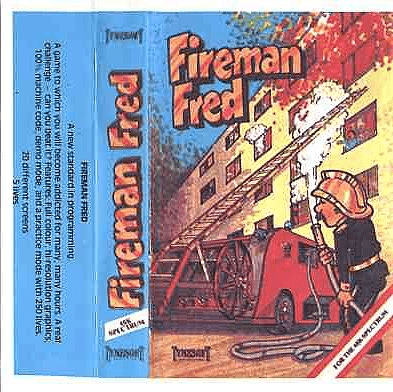 FIREMAN FRED
A new standard in programming
A game to which you will become addicted for many, many hours. A real
challenge – can you beat it? Features: Full colour, hi-resolution graphics,
100% machine code, demo mode, and a practice mode with 250 lives.
20 different screens
5 lives
TYNESOFT
Fireman Fred
48K
SPECTRUM
TYNESOFT
Fireman
Fred
TYNESOFT
FOR THE 48K SPECTRUM